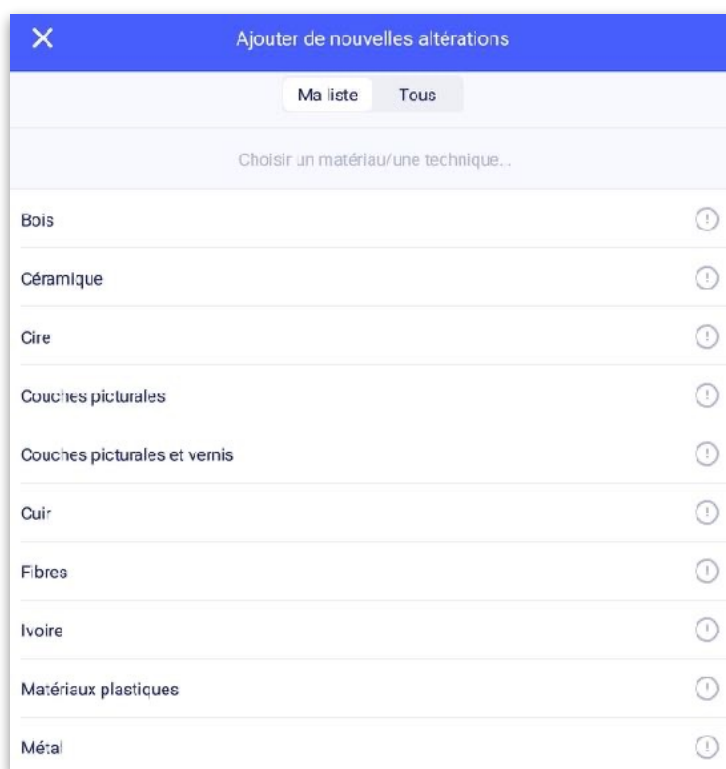 Ajouter de nouvelles altérations
Ma liste Tous
Choisir un matériau/une technique...
Bois
Céramique
Cire
Couches picturales
Couches picturales et vernis
Cuir
Fibres
Ivoire
Matériaux plastiques
Métal